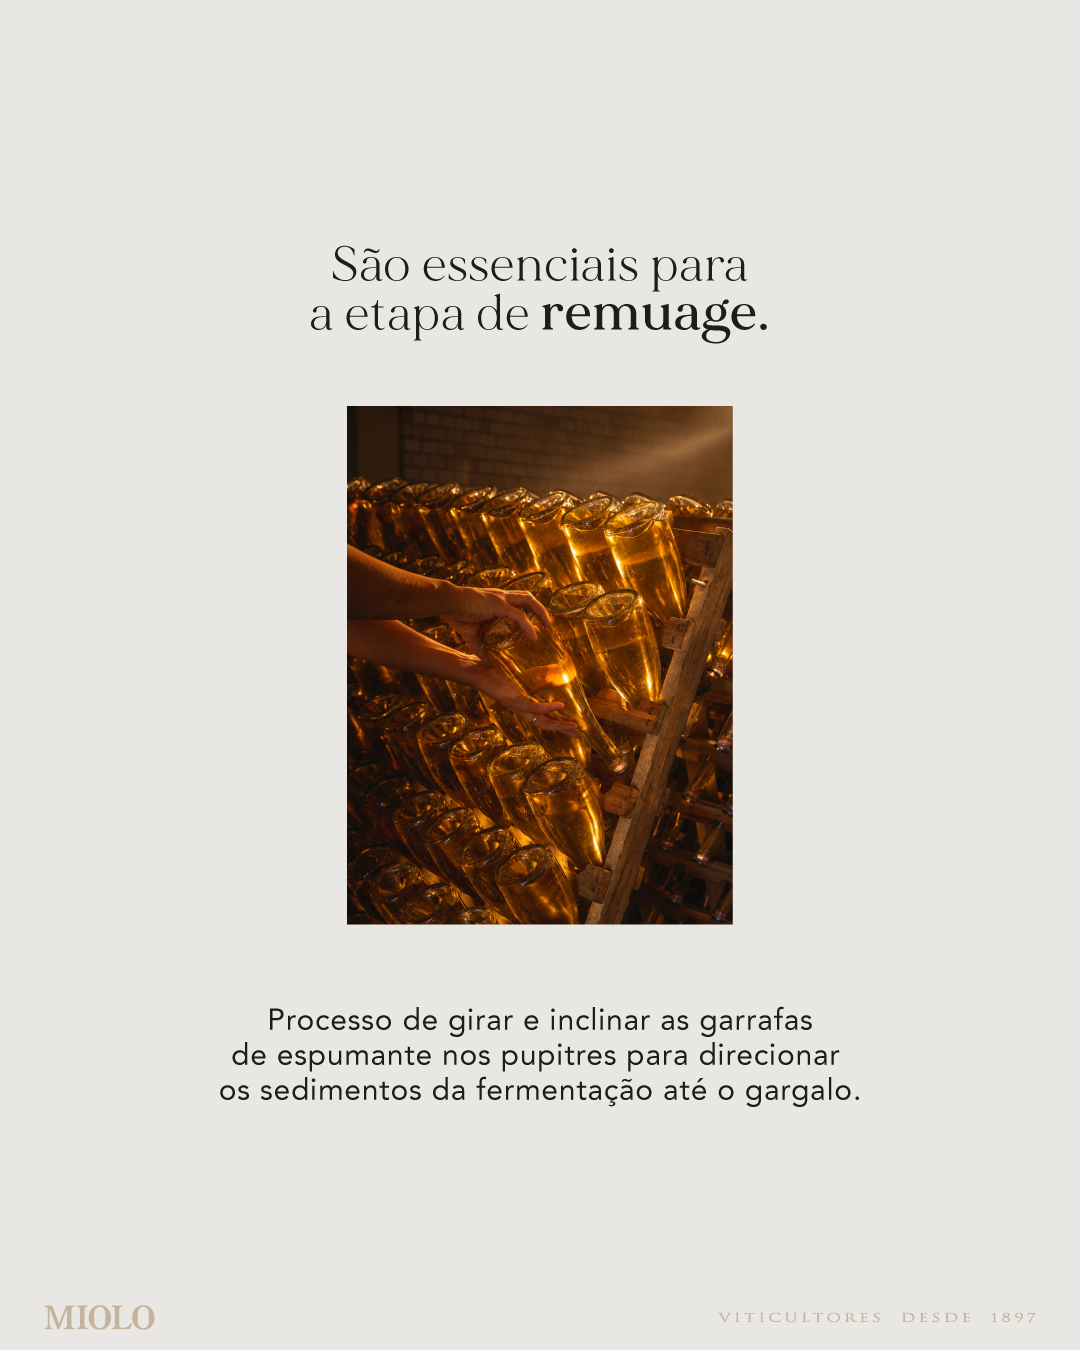 São essenciais para
a etapa de remuage.
Processo de girar e inclinar as garrafas
de espumante nos pupitres para direcionar
os sedimentos da fermentação até o gargalo.
MIOLO
VITICULTORES DESDE 1897